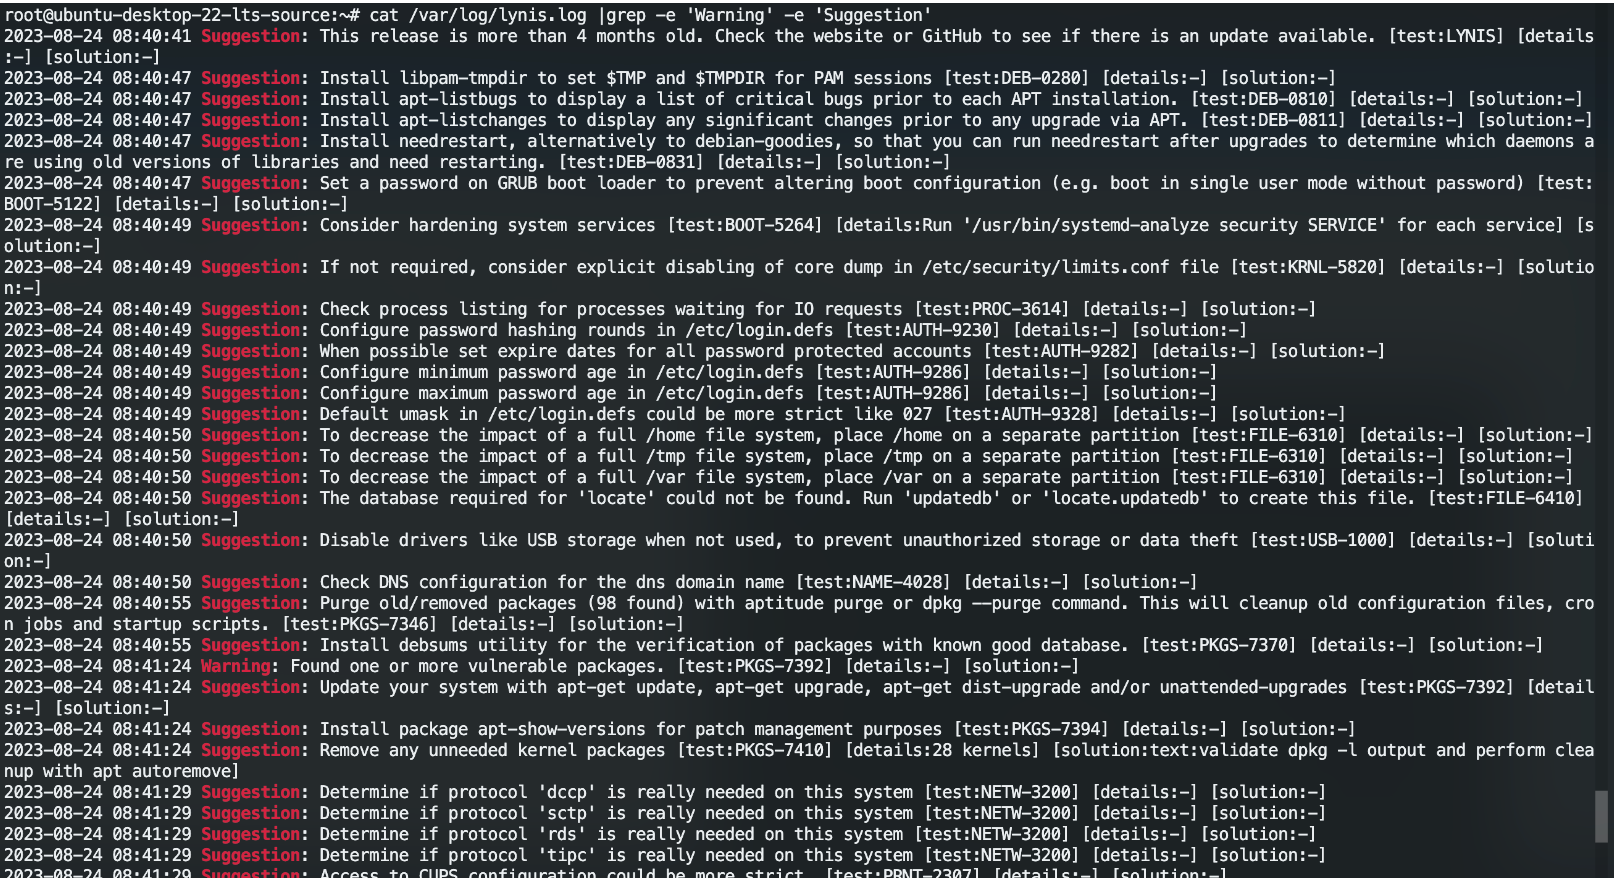 root@ubuntu-desktop-22-lts-source:~# cat /var/log/lynis.log |grep -e 'Warning' -e 'Suggestion'
2023-08-24 08:40:41 Suggestion: This release is more than 4 months old. Check the website or GitHub to see if there is an update available. [test:LYNIS] [details
:-] [solution:-]
2023-08-24 08:40:47 Suggestion: Install libpam-tmpdir to set $TMP and $TMPDIR for PAM sessions [test:DEB-0280] [details:-] [solution:-]
2023-08-24 08:40:47 Suggestion: Install apt-listbugs to display a list of critical bugs prior to each APT installation. [test:DEB-0810] [details:-] [solution:-]
2023-08-24 08:40:47 Suggestion: Install apt-listchanges to display any significant changes prior to any upgrade via APT. [test:DEB-0811] [details:-] [solution:-]
2023-08-24 08:40:47 Suggestion: Install needrestart, alternatively to debian-goodies, so that you can run needrestart after upgrades to determine which daemons a
re using old versions of libraries and need restarting. [test:DEB-0831] [details:-] [solution:-]
2023-08-24 08:40:47 Suggestion: Set a password on GRUB boot loader to prevent altering boot configuration (e.g. boot in single user mode without password) [test:
BOOT-5122] [details:-] [solution:-]
2023-08-24 08:40:49 Suggestion: Consider hardening system services [test:BOOT-5264] [details:Run '/usr/bin/systemd-analyze security SERVICE' for each service] [s
olution:-]
2023-08-24 08:40:49 Suggestion: If not required, consider explicit disabling of core dump in /etc/security/limits.conf file [test:KRNL-5820] [details:-] [solutio
n:-]
2023-08-24 08:40:49 Suggestion: Check process listing for processes waiting for IO requests [test:PROC-3614] [details:-] [solution:-]
2023-08-24 08:40:49 Suggestion: Configure password hashing rounds in /etc/login.defs [test:AUTH-9230] [details:-] [solution:-]
2023-08-24 08:40:49 Suggestion: When possible set expire dates for all password protected accounts [test:AUTH-9282] [details:-] [solution:-]
2023-08-24 08:40:49 Suggestion: Configure minimum password age in /etc/login.defs [test:AUTH-9286] [details:-] [solution:-]
2023-08-24 08:40:49 Suggestion: Configure maximum password age in /etc/login.defs [test:AUTH-9286] [details:-] [solution:-]
2023-08-24 08:40:49 Suggestion: Default umask in /etc/login.defs could be more strict like 027 [test:AUTH-9328] [details:-] [solution:-]
2023-08-24 08:40:50 Suggestion: To decrease the impact of a full /home file system, place /home on a separate partition [test:FILE-6310] [details:-] [solution:-]
2023-08-24 08:40:50 Suggestion: To decrease the impact of a full /tmp file system, place /tmp on a separate partition [test:FILE-6310] [details:-] [solution:-]
2023-08-24 08:40:50 Suggestion: To decrease the impact of a full /var file system, place /var on a separate partition [test:FILE-6310] [details:-] [solution:-]
2023-08-24 08:40:50 Suggestion: The database required for 'locate' could not be found. Run 'updatedb' or 'locate.updatedb' to create this file. [test:FILE-6410]
[details:-] [solution:-]
2023-08-24 08:40:50 Suggestion: Disable drivers like USB storage when not used, to prevent unauthorized storage or data theft [test:USB-1000] [details:-] [soluti
on:-]
2023-08-24 08:40:50 Suggestion: Check DNS configuration for the dns domain name [test:NAME-4028] [details:-] [solution:-]
2023-08-24 08:40:55 Suggestion: Purge old/removed packages (98 found) with aptitude purge or dpkg --purge command. This will cleanup old configuration files, cro
n jobs and startup scripts. [test:PKGS-7346] [details:-] [solution:-]
2023-08-24 08:40:55 Suggestion: Install debsums utility for the verification of packages with known good database. [test:PKGS-7370] [details:-] [solution:-]
2023-08-24 08:41:24 Warning: Found one or more vulnerable packages. [test:PKGS-7392] [details:-] [solution:-]
2023-08-24 08:41:24 Suggestion: Update your system with apt-get update, apt-get upgrade, apt-get dist-upgrade and/or unattended-upgrades [test:PKGS-7392] [detail
s:-] [solution:-]
2023-08-24 08:41:24 Suggestion: Install package apt-show-versions for patch management purposes [test:PKGS-7394] [details:-] [solution:-]
2023-08-24 08:41:24 Suggestion: Remove any unneeded kernel packages [test:PKGS-7410] [details:28 kernels] [solution:text:validate dpkg -l output and perform clea
nup with apt autoremove]
2023-08-24 08:41:29 Suggestion: Determine if protocol 'dccp' is really needed on this system [test:NETW-3200] [details:-] [solution:-]
2023-08-24 08:41:29 Suggestion: Determine if protocol 'sctp' is really needed on this system [test:NETW-3200] [details:-] [solution:-]
2023-08-24 08:41:29 Suggestion: Determine if protocol 'rds' is really needed on this system [test:NETW-3200] [details:-] [solution:-]
2023-08-24 08:41:29 Suggestion: Determine if protocol 'tipc' is really needed on this system [test:NETW-3200] [details:-] [solution:-]
2023-08-24 08:41:29 Suggestion: Access to CUPS configuration could be more strict. [test:PRNT-2307] [details:-] [solution:-]